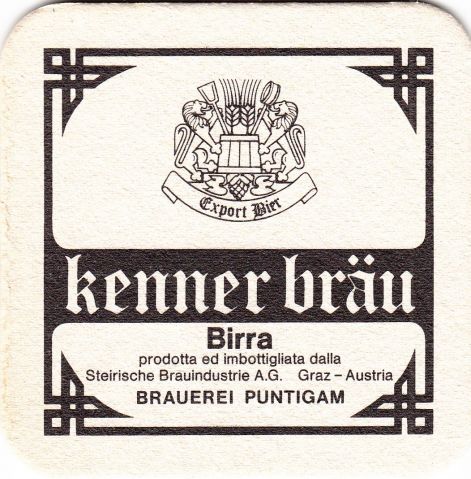 Export Bier
kenner bräu
Birra
prodotta ed imbottigliata dalla
Steirische Brauindustrie A.G. Graz – Austria
BRAUEREI PUNTIGAM